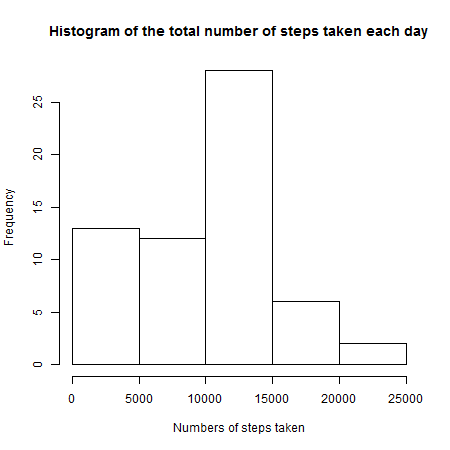 Histogram of the total number of steps taken each day
Frequency
25
20
15
10
5
0
0 5000 10000 15000 20000 25000
Numbers of steps taken